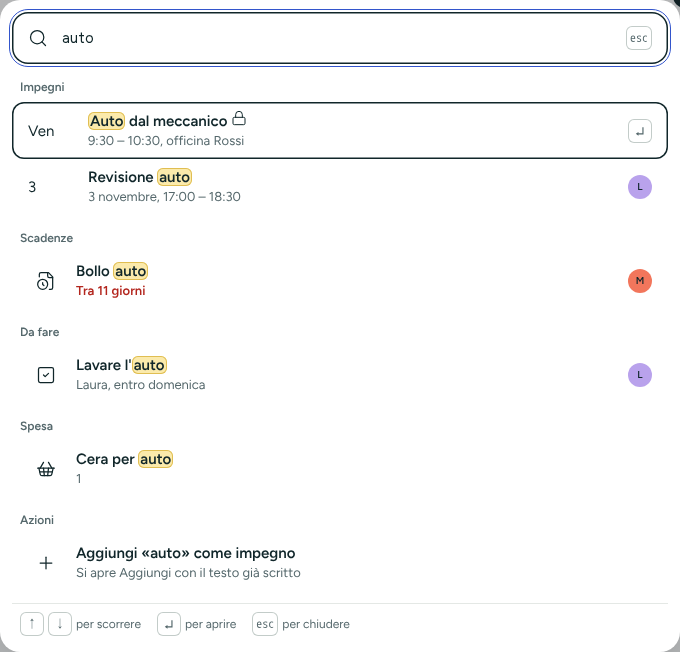 auto
esc
Impegni
Ven
Auto dal meccanico
9:30 – 10:30, officina Rossi
3
Revisione auto
3 novembre, 17:00 – 18:30
L
Scadenze
Bollo auto
Tra 11 giorni
M
Da fare
Lavare l'auto
Laura, entro domenica
L
Spesa
Cera per auto
1
Azioni
Aggiungi «auto» come impegno
Si apre Aggiungi con il testo già scritto
↑ ↓ per scorrere ↵ per aprire esc per chiudere